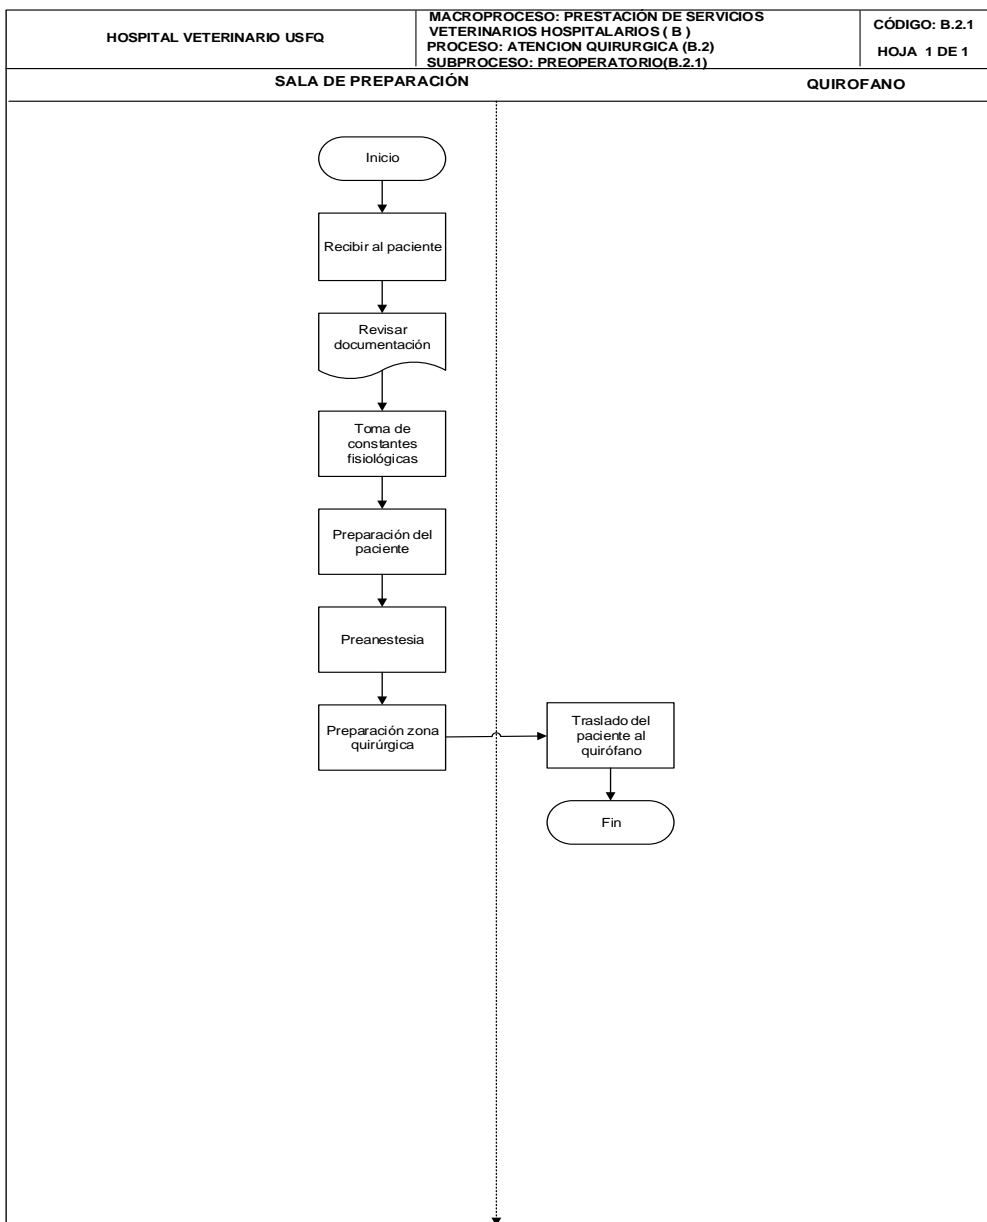 HOSPITAL VETERINARIO USFQ
MACROPROCESO: PRESTACIÓN DE SERVICIOS
VETERINARIOS HOSPITALARIOS ( B )
PROCESO: ATENCION QUIRURGICA (B.2)
SUBPROCESO: PREOPERATORIO(B.2.1)
CÓDIGO: B.2.1
HOJA 1 DE 1
SALA DE PREPARACIÓN
QUIROFANO
Inicio
Recibir al paciente
Revisar
documentación
Toma de
constantes
fisiológicas
Preparación del
paciente
Preanestesia
Preparación zona
quirúrgica
Traslado del
paciente al
quirófano
Fin